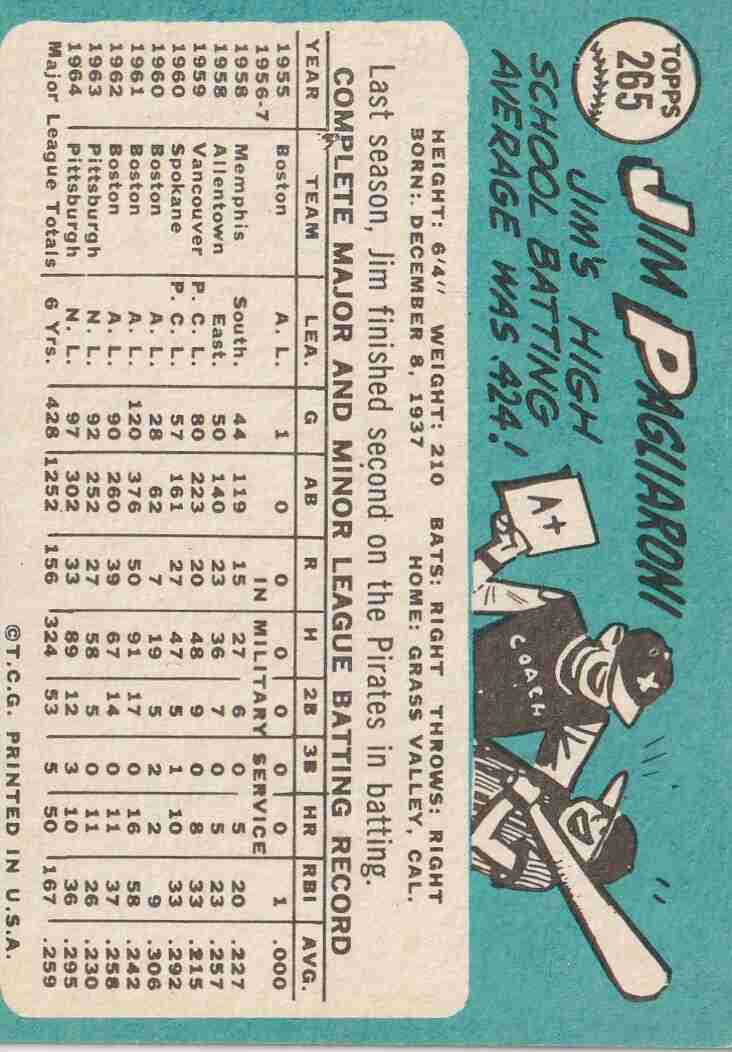 TOPPS
265
JIM PAGLIARONI
JIM'S HIGH
SCHOOL BATTING
AVERAGE WAS .424!
A+
COACH
HEIGHT: 6'4" WEIGHT: 210 BATS: RIGHT THROWS: RIGHT
BORN: DECEMBER 8, 1937 HOME: GRASS VALLEY, CAL.
Last season, Jim finished second on the Pirates in batting.
COMPLETE MAJOR AND MINOR LEAGUE BATTING RECORD
YEAR TEAM LEA. G AB R H 2B 3B HR RBI AVG.
1955 Boston A. L. 1 0 0 0 0 0 0 1 .000
1956-7 IN MILITARY SERVICE
1958 Memphis South. 44 119 15 27 6 0 5 20 .227
1958 Allentown East. 50 140 23 36 7 0 5 23 .257
1959 Vancouver P. C. L. 80 223 20 48 9 0 8 33 .215
1960 Spokane P. C. L. 57 161 27 47 5 1 10 33 .292
1960 Boston A. L. 28 62 7 19 5 2 2 9 .306
1961 Boston A. L. 120 376 50 91 17 0 16 58 .242
1962 Boston A. L. 90 260 39 67 14 0 11 37 .258
1963 Pittsburgh N. L. 92 252 27 58 5 0 11 26 .230
1964 Pittsburgh N. L. 97 302 33 89 12 3 10 36 .295
Major League Totals 6 Yrs. 428 1252 156 324 53 5 50 167 .259
©T.C.G. PRINTED IN U.S.A.